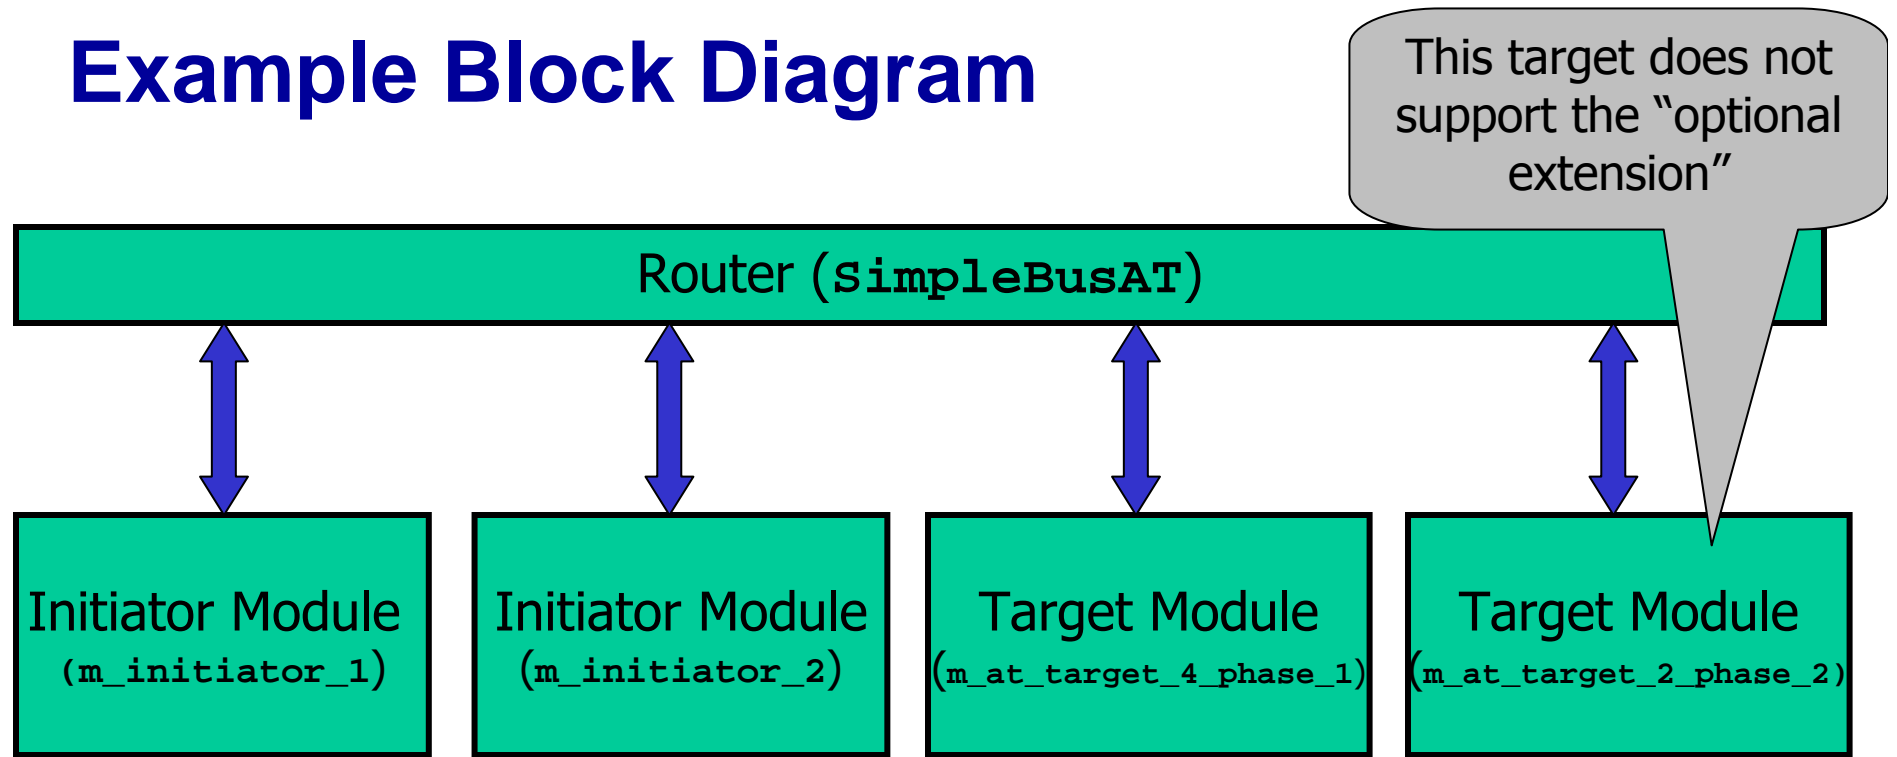 Example Block Diagram
This target does not
support the “optional
extension”
Router (SimpleBusAT)
Initiator Module
(m_initiator_1)
Initiator Module
(m_initiator_2)
Target Module
(m_at_target_4_phase_1)
Target Module
(m_at_target_2_phase_2)